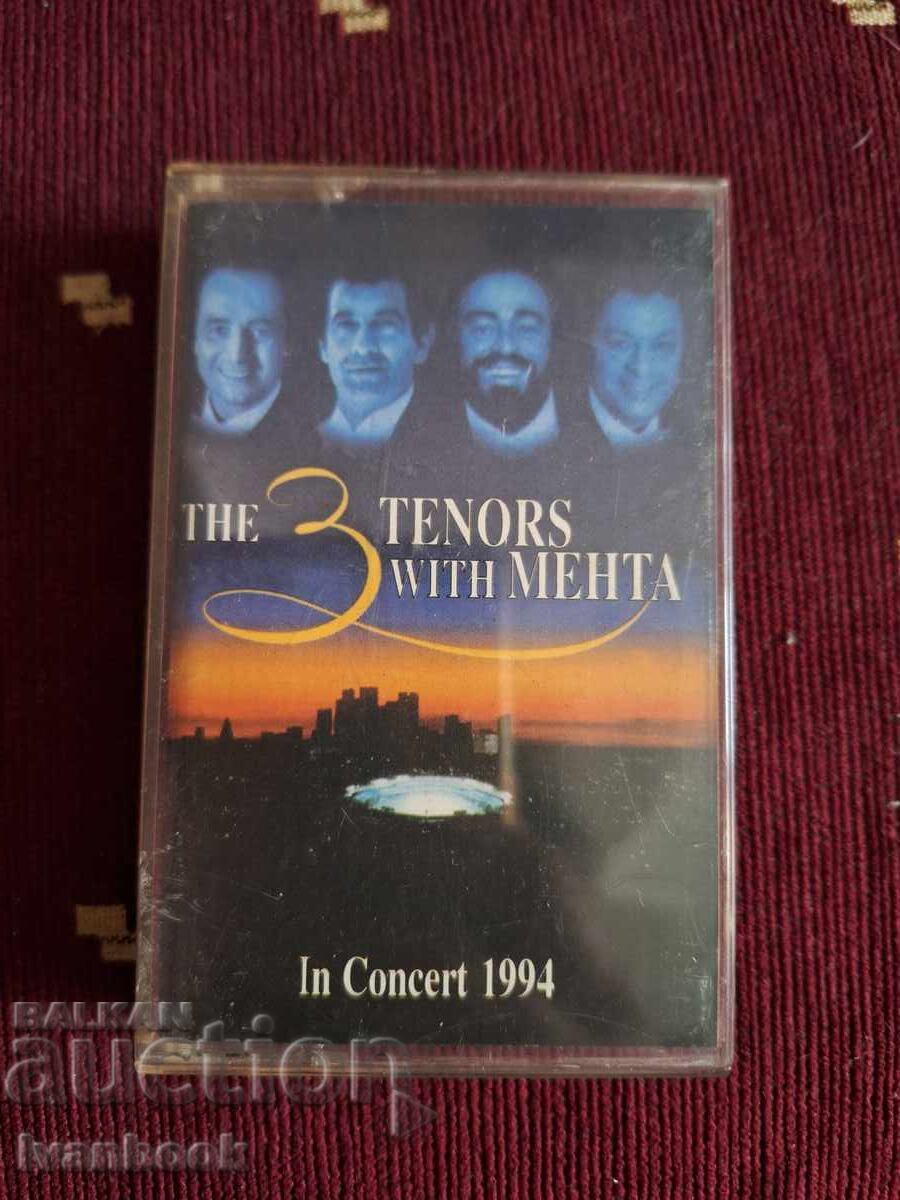 THE 3 TENORS
WITH MEHTA
In Concert 1994
BALKAN
auction
Ivanbook